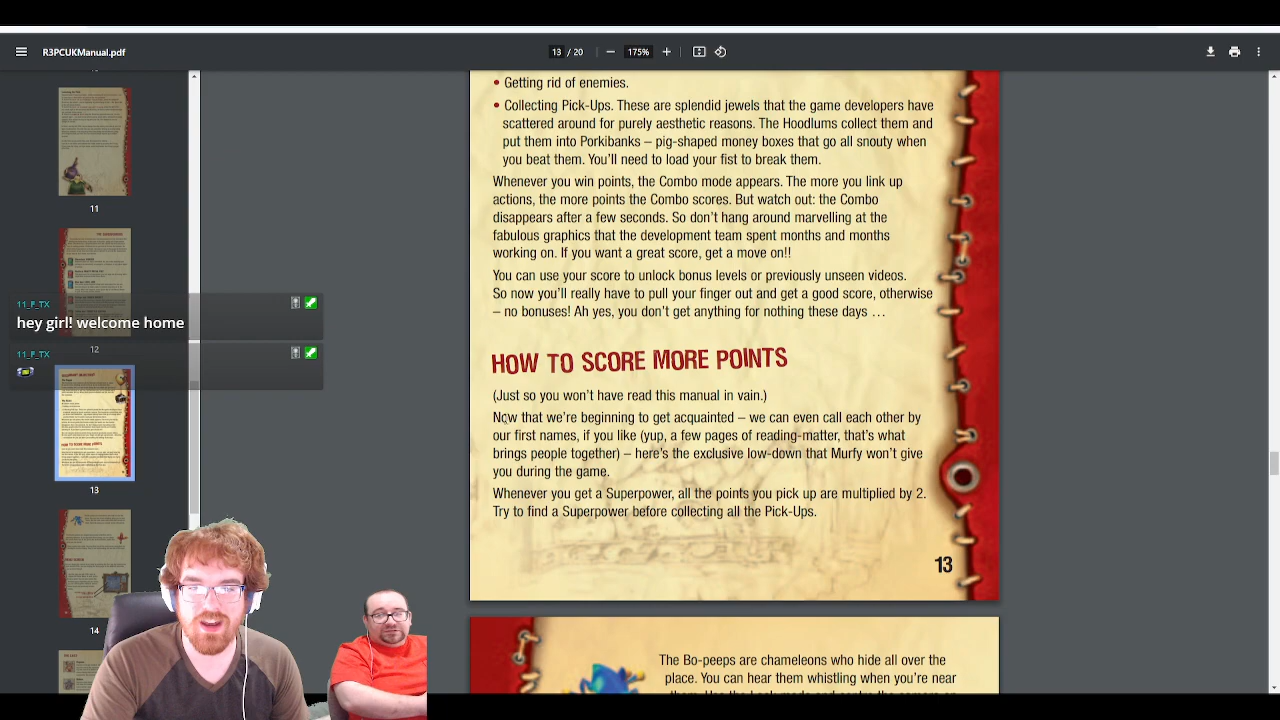 R3PCUKManual.pdf
13 / 20
175%
11
12
13
14
11_F_TX
hey girl! welcome home
11_F_TX
• Getting rid of enemies.
• Collecting Pick-Ups. These are splendid jewels that the game developers have
scattered around for purely aesthetic reasons. The Hoodlums collect them and
put them into Porkibanks – pig-shaped money boxes that go all snouty when
you beat them. You'll need to load your fist to break them.
Whenever you win points, the Combo mode appears. The more you link up
actions, the more points the Combo scores. But watch out: the Combo
disappears after a few seconds. So don't hang around marvelling at the
fabulous graphics that the development team spent months and months
working on. If you want a great score, get a move on!
You can use your score to unlock bonus levels or previously unseen videos.
So now you'll really have to pull your finger out and get a good score, otherwise
– no bonuses! Ah yes, you don't get anything for nothing these days …
HOW TO SCORE MORE POINTS
(Just so you won't have read this manual in vain.)
Now that we're beginning to get acquainted – we can even call each other by
our first names, if you like (yup, a few pages of reading-matter, that's what
brings people together) – here's the exclusive low-down that Murfy won't give
you during the game.
Whenever you get a Superpower, all the points you pick up are multiplied by 2.
Try to find a Superpower before collecting all the Pick-Ups.
13
The Bo-peeps are chameleons who hide all over the
place. You can hear them whistling when you're near